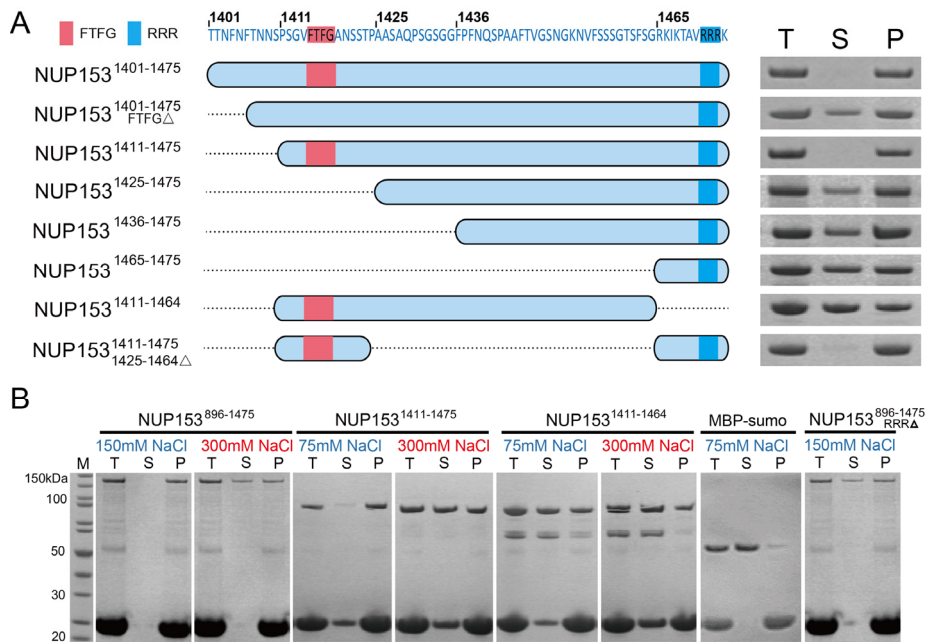 A
FTFG
RRR
1401 1411 1425 1436 1465
TTNFNFTNNSPSGVFTFGANSSTPAASAQPSGSGGFPFNQSPAAFTVGSNGKNVFSSSGTSFSGRKIKTAVRRRK
T S P
NUP153 1401-1475
NUP153 1401-1475 FTFG△
NUP153 1411-1475
NUP153 1425-1475
NUP153 1436-1475
NUP153 1465-1475
NUP153 1411-1464
NUP153 1411-1475 1425-1464△
B
NUP153 896-1475 NUP153 1411-1475 NUP153 1411-1464 MBP-sumo NUP153 896-1475 RRR∆
150mM NaCl 300mM NaCl 75mM NaCl 300mM NaCl 75mM NaCl 300mM NaCl 75mM NaCl 150mM NaCl
M T S P T S P T S P T S P T S P T S P T S P T S P
150kDa
100
50
30
20